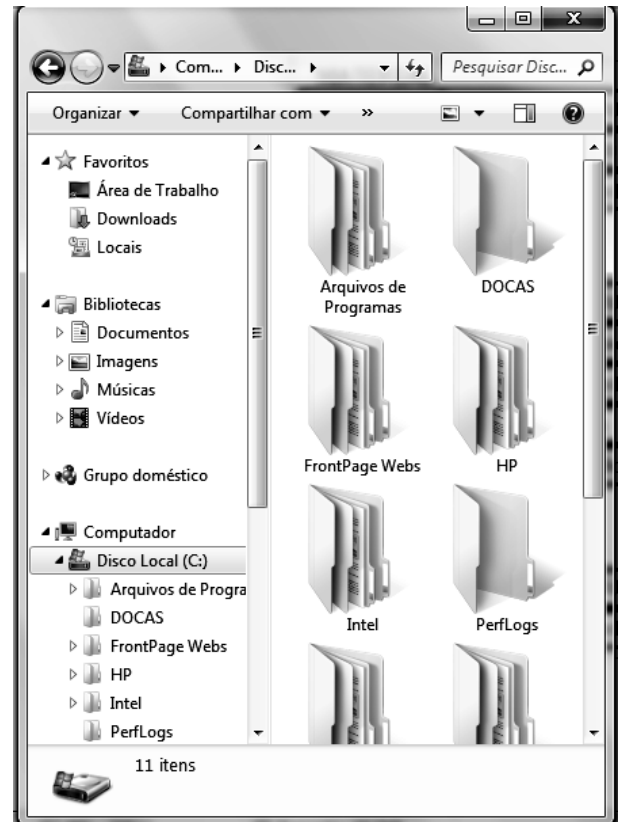 Com... Disc... Pesquisar Disc...
Organizar Compartilhar com »
Favoritos
Área de Trabalho
Downloads
Locais
Bibliotecas
Documentos
Imagens
Músicas
Vídeos
Grupo doméstico
Computador
Disco Local (C:)
Arquivos de Progra
DOCAS
FrontPage Webs
HP
Intel
PerfLogs
Arquivos de
Programas
DOCAS
FrontPage Webs
HP
Intel
PerfLogs
11 itens